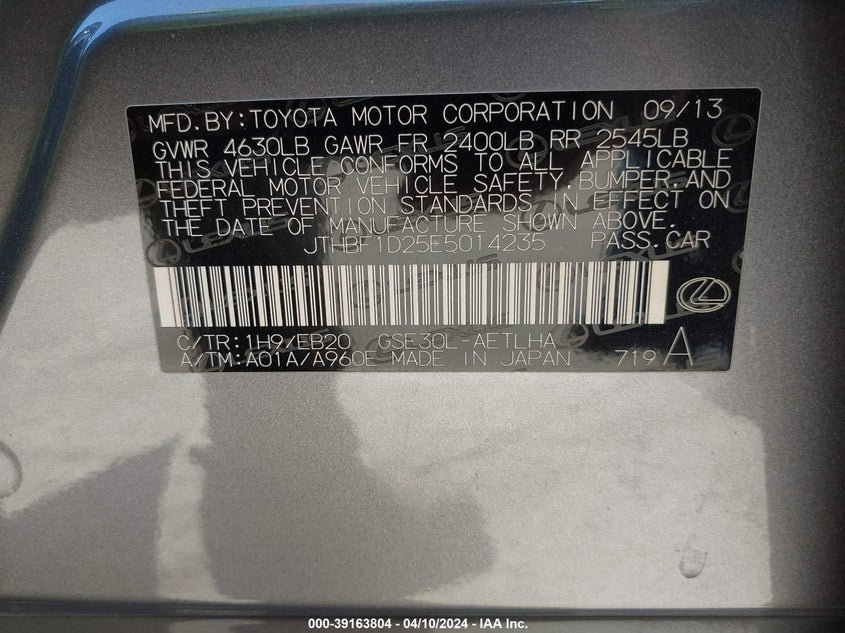 MFD.BY:TOYOTA MOTOR CORPORATION 09/13
GVWR 4630LB GAWR FR 2400LB RR 2545LB
THIS VEHICLE CONFORMS TO ALL APPLICABLE
FEDERAL MOTOR VEHICLE SAFETY,BUMPER,AND
THEFT PREVENTION STANDARDS IN EFFECT ON
THE DATE OF MANUFACTURE SHOWN ABOVE.
JTHBF1D25E5014235 PASS.CAR
C/TR:1H9/EB20 GSE30L-AETLHA
A/TM:A01A/A960E MADE IN JAPAN 719 A
000-39163804 - 04/10/2024 - IAA Inc.